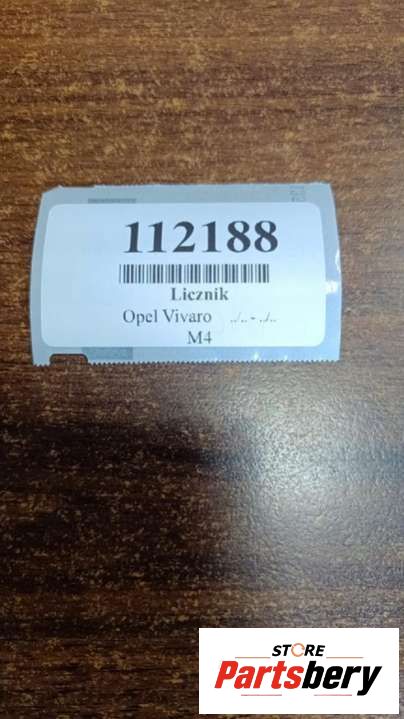 112188
Licznik
Opel Vivaro ../.. - ../..
M4
STORE
Partsbery